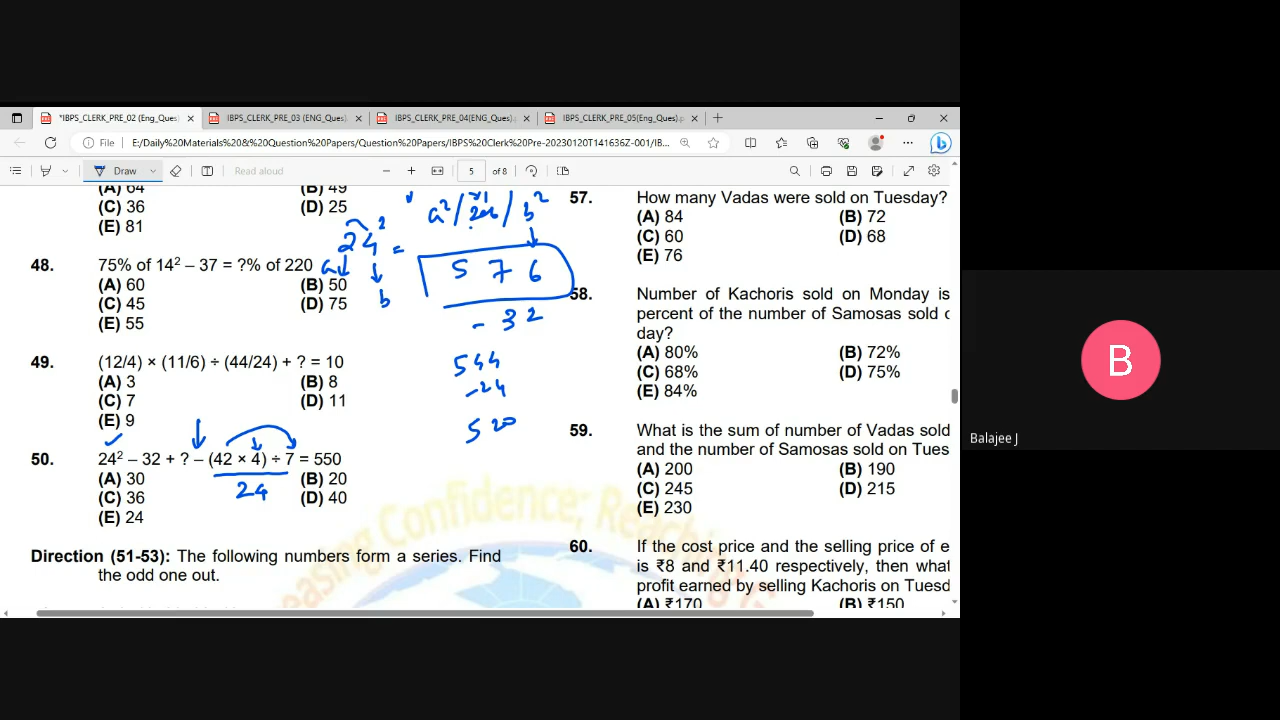 *IBPS_CLERK_PRE_02 (Eng_Ques)
IBPS_CLERK_PRE_03 (ENG_Ques).
IBPS_CLERK_PRE_04(ENG_Ques).p
IBPS_CLERK_PRE_05(Eng_Ques).p
File
E:/Daily%20Materials%20&%20Question%20Papers/Question%20Papers/IBPS%20Clerk%20Pre-20230120T141636Z-001/IB...
Draw
Read aloud
5 of 8
(A) 64 (B) 49
(C) 36 (D) 25
(E) 81
48. 75% of 14² – 37 = ?% of 220
(A) 60 (B) 50
(C) 45 (D) 75
(E) 55
49. (12/4) × (11/6) ÷ (44/24) + ? = 10
(A) 3 (B) 8
(C) 7 (D) 11
(E) 9
50. 24² – 32 + ? – (42 × 4) ÷ 7 = 550
(A) 30 (B) 20
(C) 36 (D) 40
(E) 24
24
Direction (51-53): The following numbers form a series. Find
the odd one out.
a² / 2ab / b²
24² = 576
a b
- 32
544
-24
520
57. How many Vadas were sold on Tuesday?
(A) 84 (B) 72
(C) 60 (D) 68
(E) 76
58. Number of Kachoris sold on Monday is
percent of the number of Samosas sold
day?
(A) 80% (B) 72%
(C) 68% (D) 75%
(E) 84%
59. What is the sum of number of Vadas sold
and the number of Samosas sold on Tues
(A) 200 (B) 190
(C) 245 (D) 215
(E) 230
60. If the cost price and the selling price of e
is ₹8 and ₹11.40 respectively, then what
profit earned by selling Kachoris on Tuesd
(A) ₹170 (B) ₹150
easing Confidence; Reaching
B
Balajee J